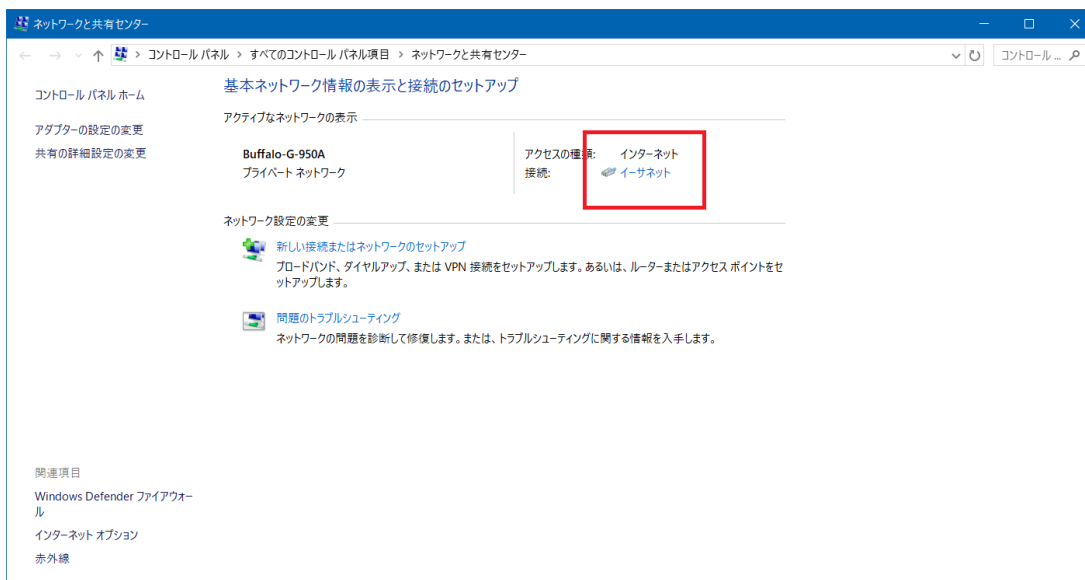 ネットワークと共有センター
コントロール パネル > すべてのコントロール パネル項目 > ネットワークと共有センター
コントロール ...
コントロール パネル ホーム
アダプターの設定の変更
共有の詳細設定の変更
基本ネットワーク情報の表示と接続のセットアップ
アクティブなネットワークの表示
Buffalo-G-950A
プライベート ネットワーク
アクセスの種類: インターネット
接続: イーサネット
ネットワーク設定の変更
新しい接続またはネットワークのセットアップ
ブロードバンド、ダイヤルアップ、または VPN 接続をセットアップします。あるいは、ルーターまたはアクセス ポイントをセ
ットアップします。
問題のトラブルシューティング
ネットワークの問題を診断して修復します。または、トラブルシューティングに関する情報を入手します。
関連項目
Windows Defender ファイアウォー
ル
インターネット オプション
赤外線